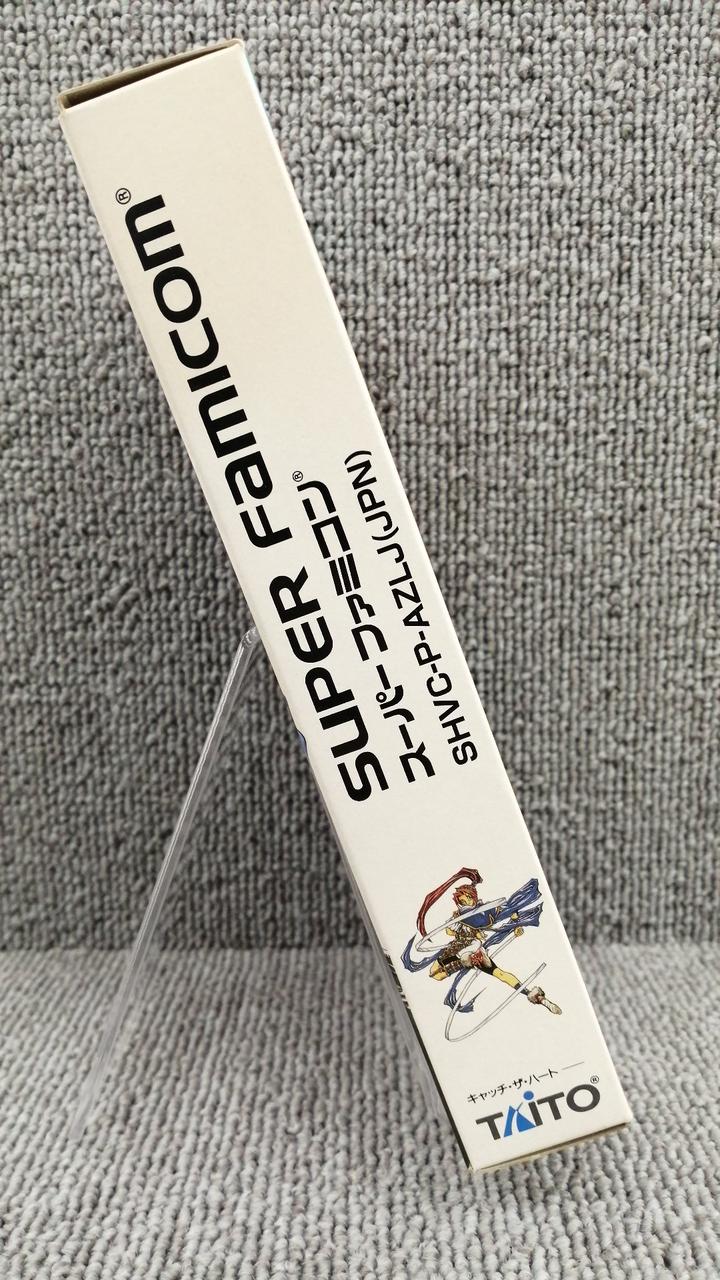 SUPER Famicom®
スーパーファミコン®
SHVC-P-AZLJ(JPN)
キャッチ・ザ・ハート
TAITO®